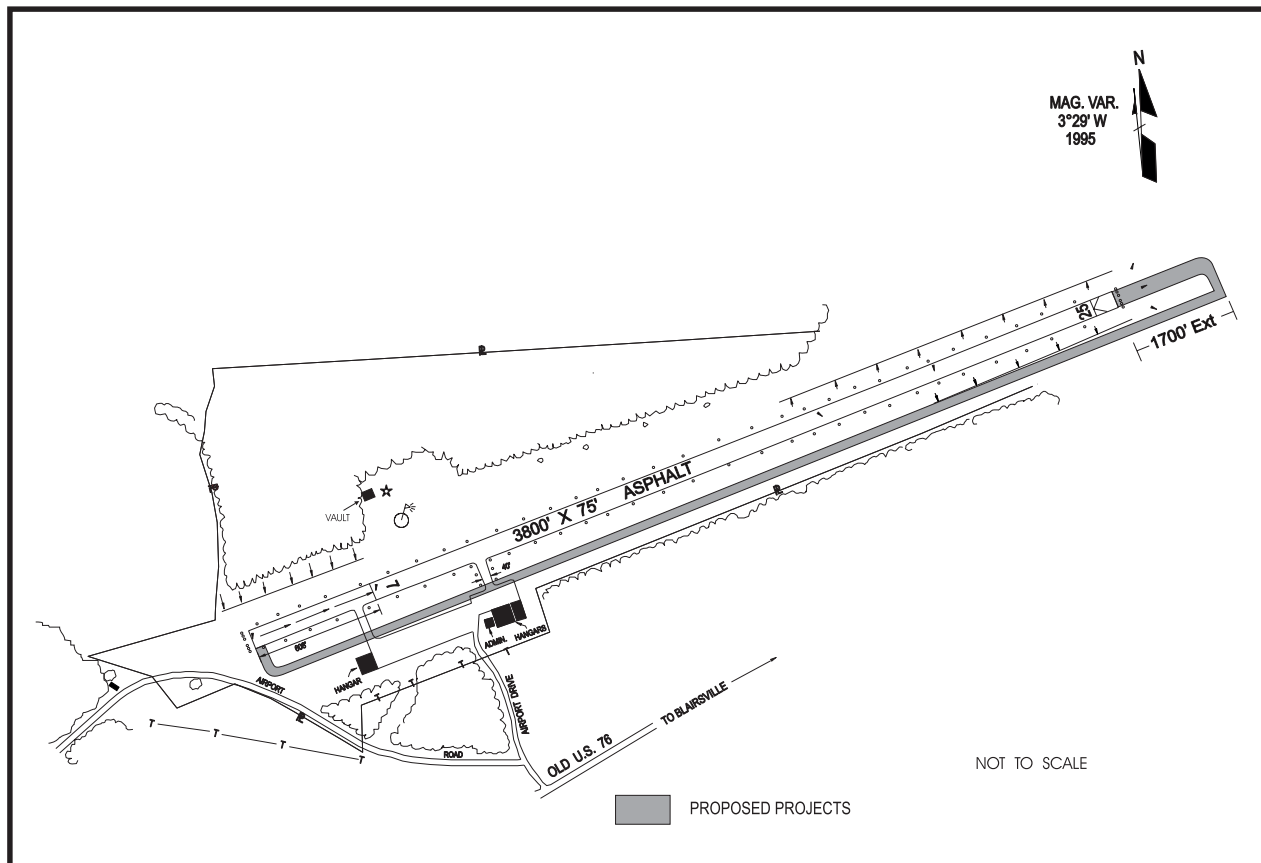 N
MAG. VAR.
3°29' W
1995
25
1700' Ext
3800' X 75' ASPHALT
VAULT
7
40'
ADMIN.
HANGARS
HANGAR
AIRPORT
AIRPORT DRIVE
ROAD
T
T
T
T
T
T
T
OLD U.S. 76
TO BLAIRSVILLE
NOT TO SCALE
PROPOSED PROJECTS